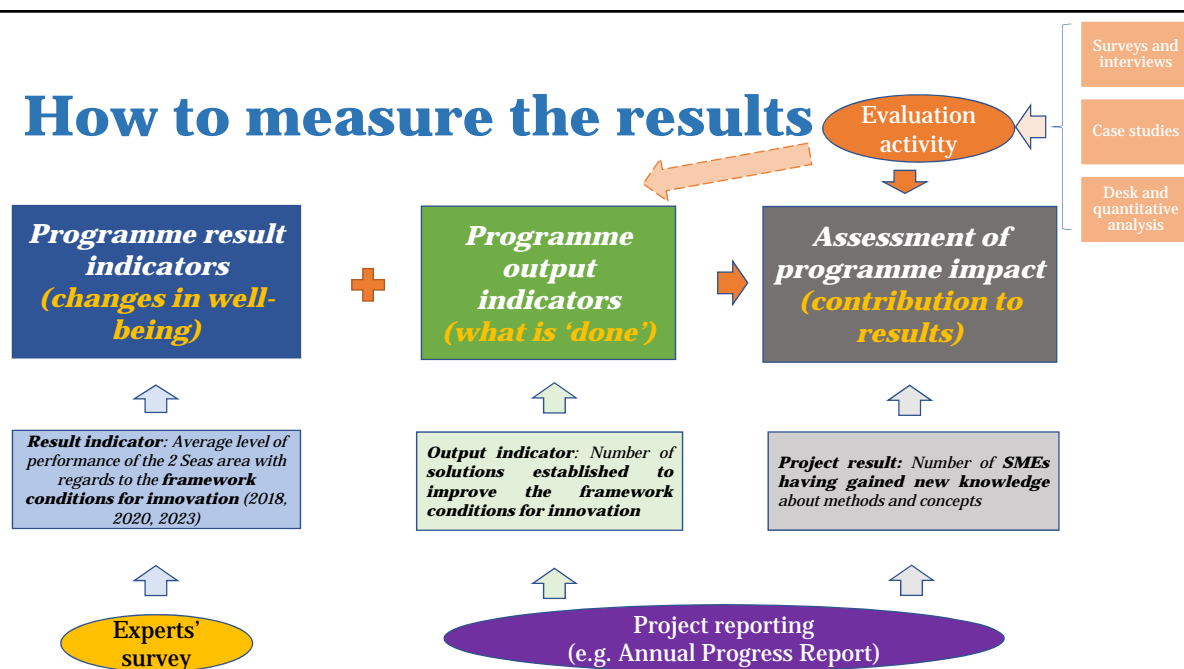 How to measure the results
Evaluation
activity
Surveys and
interviews
Case studies
Desk and
quantitative
analysis
Programme result
indicators
(changes in well-
being)
Programme
output
indicators
(what is ‘done’)
Assessment of
programme impact
(contribution to
results)
Result indicator: Average level of
performance of the 2 Seas area with
regards to the framework
conditions for innovation (2018,
2020, 2023)
Output indicator: Number of
solutions established to
improve the framework
conditions for innovation
Project result: Number of SMEs
having gained new knowledge
about methods and concepts
Experts’
survey
Project reporting
(e.g. Annual Progress Report)